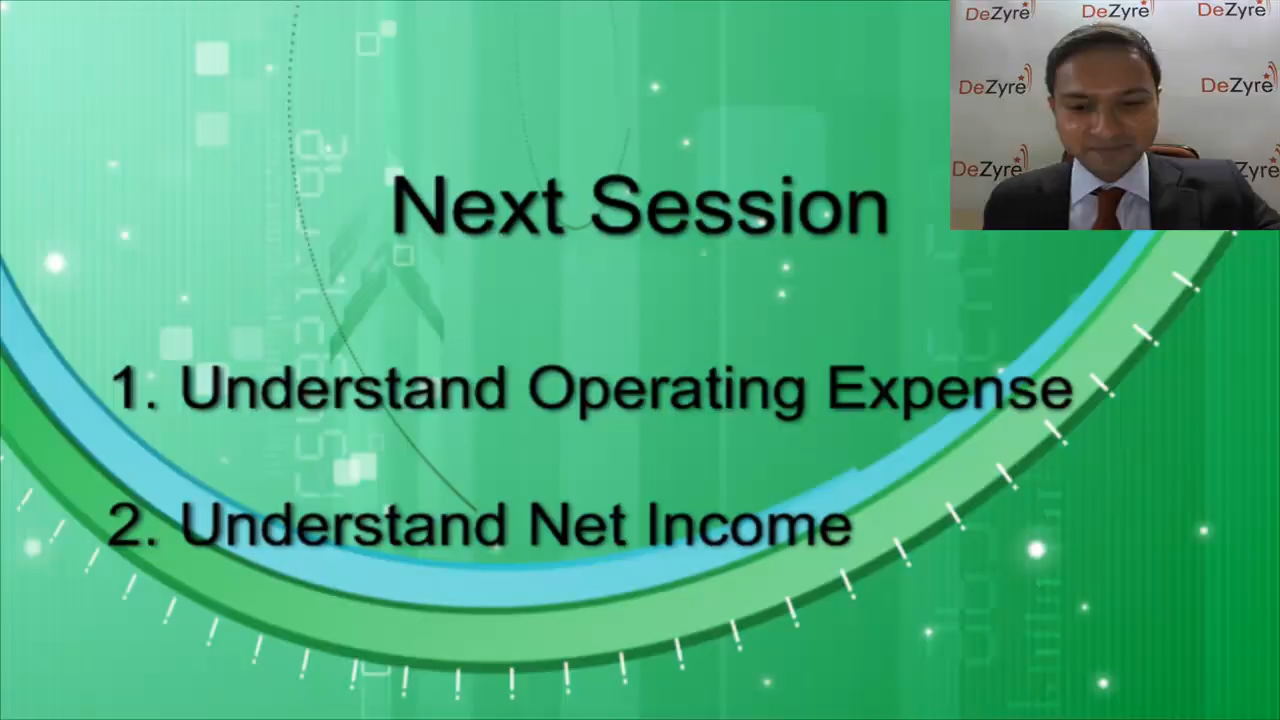 DeZyre DeZyre DeZyre
DeZyre DeZyre
DeZyre Zyre
Next Session
1. Understand Operating Expense
2. Understand Net Income